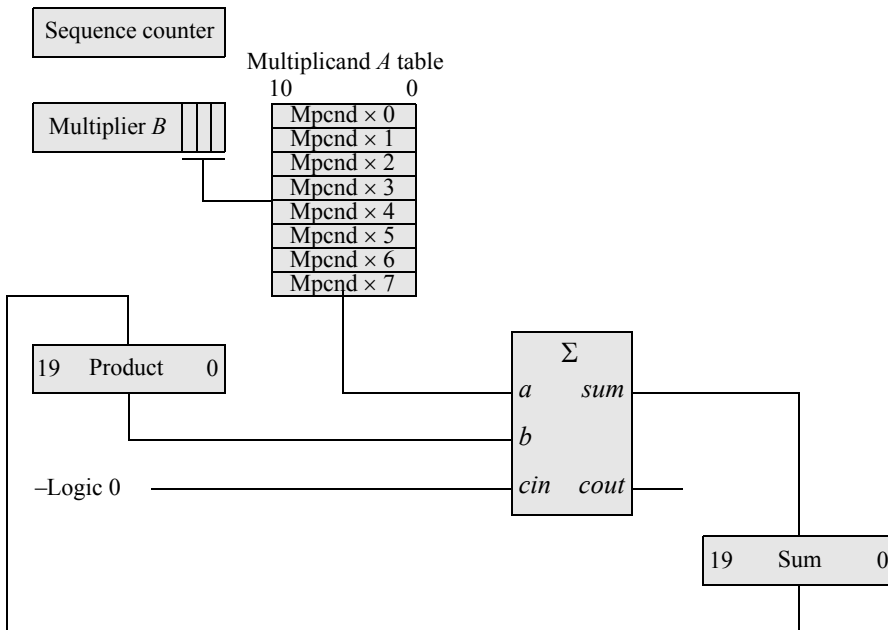 Sequence counter
Multiplicand A table
10 0
Multiplier B
Mpcnd × 0
Mpcnd × 1
Mpcnd × 2
Mpcnd × 3
Mpcnd × 4
Mpcnd × 5
Mpcnd × 6
Mpcnd × 7
19 Product 0
Σ
a sum
b
–Logic 0
cin cout
19 Sum 0